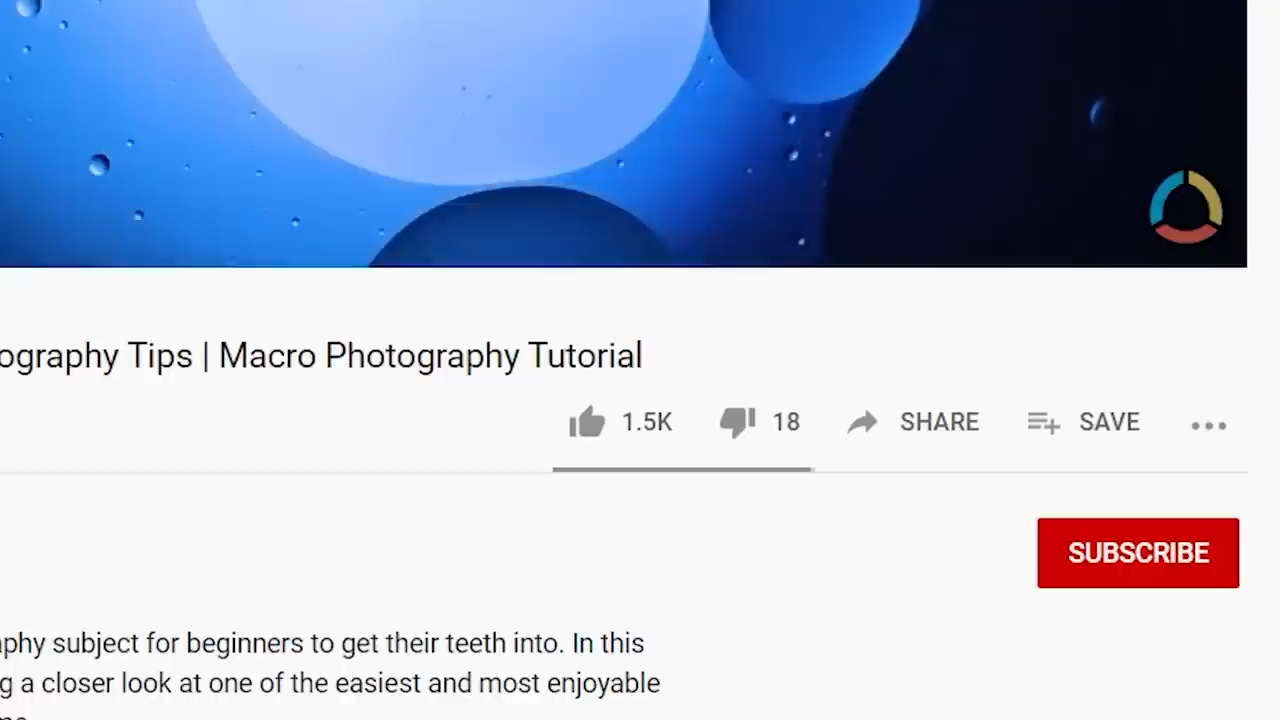 ography Tips | Macro Photography Tutorial
1.5K 18 SHARE SAVE
SUBSCRIBE
aphy subject for beginners to get their teeth into. In this
g a closer look at one of the easiest and most enjoyable